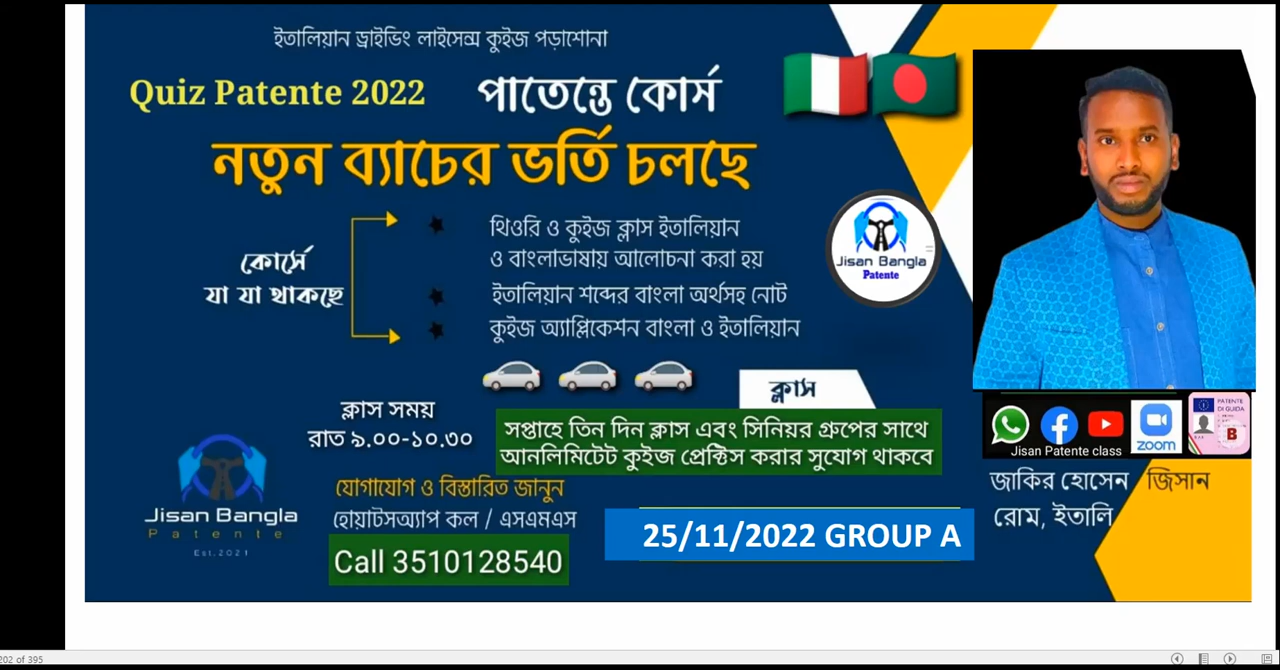 ইতালিয়ান ড্রাইভিং লাইসেন্স কুইজ পড়াশোনা
Quiz Patente 2022 পাতেন্তে কোর্স
নতুন ব্যাচের ভর্তি চলছে
কোর্সে
যা যা থাকছে
থিওরি ও কুইজ ক্লাস ইতালিয়ান
ও বাংলাভাষায় আলোচনা করা হয়
ইতালিয়ান শব্দের বাংলা অর্থসহ নোট
কুইজ অ্যাপ্লিকেশন বাংলা ও ইতালিয়ান
Jisan Bangla
Patente
ক্লাস
ক্লাস সময়
রাত ৯.০০-১০.৩০
সপ্তাহে তিন দিন ক্লাস এবং সিনিয়র গ্রুপের সাথে
আনলিমিটেট কুইজ প্রেক্টিস করার সুযোগ থাকবে
zoom
PATENTE
DI GUIDA
B
Jisan Patente class
জাকির হোসেন জিসান
রোম, ইতালি
যোগাযোগ ও বিস্তারিত জানুন
হোয়াটসঅ্যাপ কল / এসএমএস
Call 3510128540
Jisan Bangla
Patente
Est.2021
25/11/2022 GROUP A
202 of 395